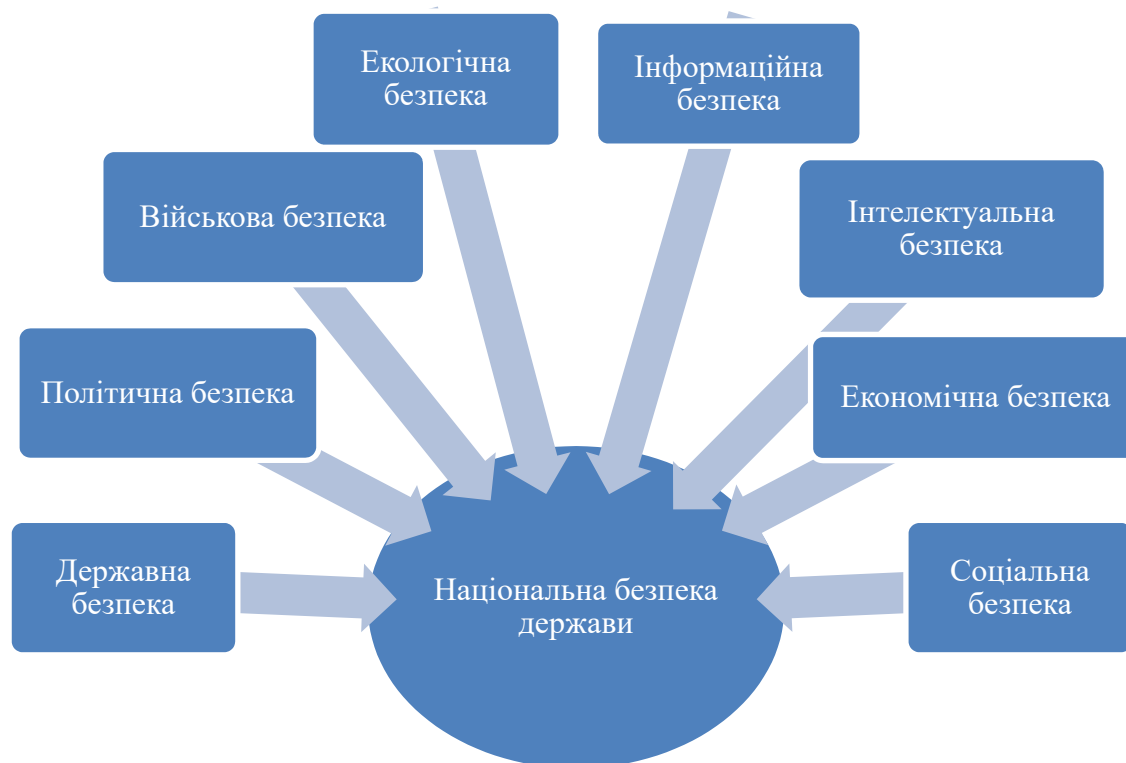 Екологічна
безпека
Інформаційна
безпека
Військова безпека
Інтелектуальна
безпека
Політична безпека
Економічна безпека
Державна
безпека
Національна безпека
держави
Соціальна
безпека